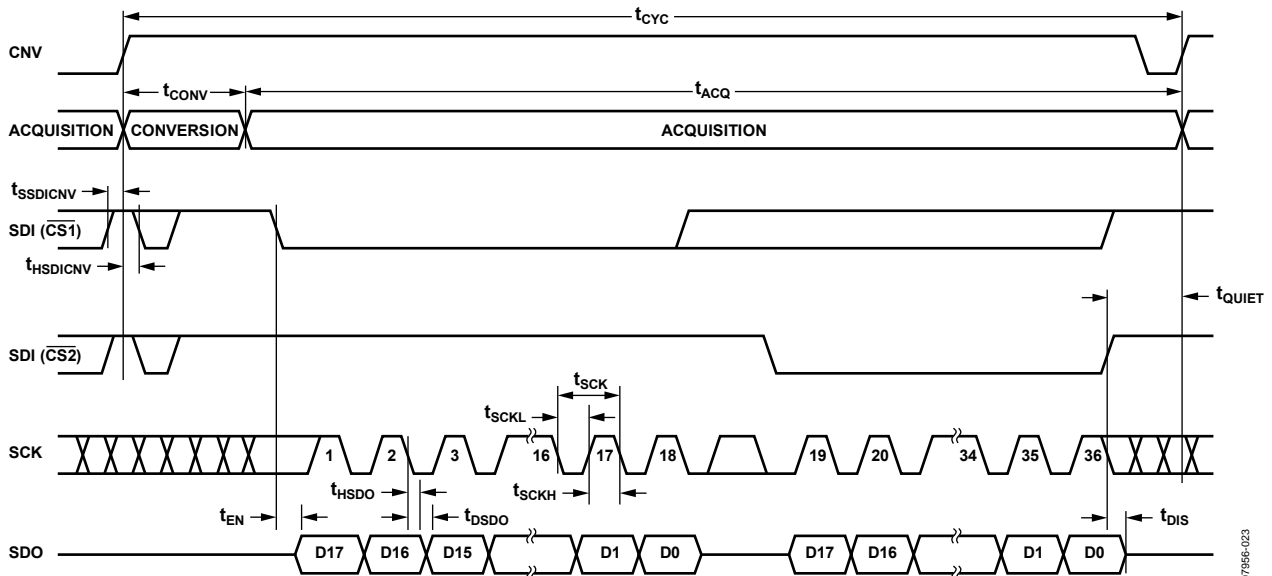 tCYC
CNV
tCONV
tACQ
ACQUISITION CONVERSION ACQUISITION
tSSDICNV
SDI (CS1)
tHSDICNV
tQUIET
SDI (CS2)
tSCK
tSCKL
SCK 1 2 3 16 17 18 19 20 34 35 36
tHSDO
tSCKH
tEN
tDSDO
tDIS
SDO D17 D16 D15 D1 D0 D17 D16 D1 D0